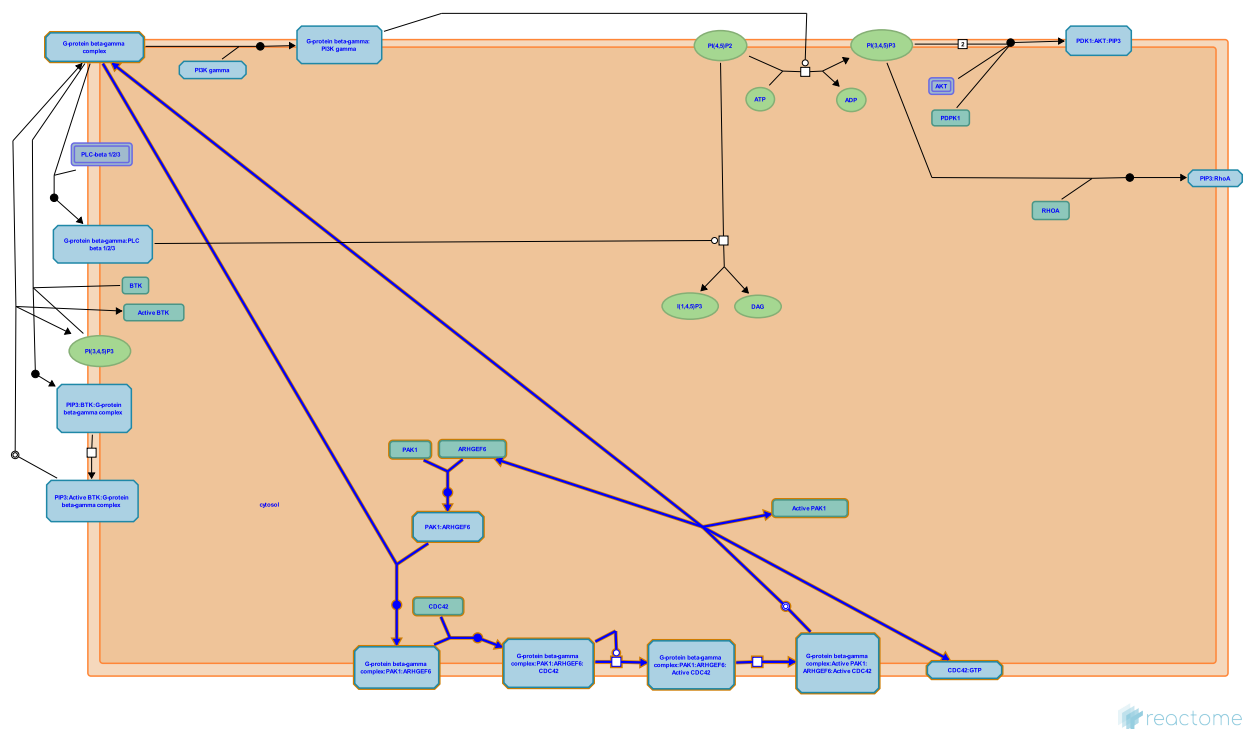 G-protein beta-gamma
complex
G-protein beta-gamma:
PI3K gamma
PI3K gamma
PI(4,5)P2
PI(3,4,5)P3
2
PDK1:AKT:PIP3
ATP
ADP
AKT
PDPK1
PLC-beta 1/2/3
PIP3:RhoA
RHOA
G-protein beta-gamma:PLC
beta 1/2/3
BTK
Active BTK
I(1,4,5)P3
DAG
PI(3,4,5)P3
PIP3:BTK:G-protein
beta-gamma complex
PAK1
ARHGEF6
PIP3:Active BTK:G-protein
beta-gamma complex
cytosol
Active PAK1
PAK1:ARHGEF6
CDC42
G-protein beta-gamma
complex:PAK1:ARHGEF6
G-protein beta-gamma
complex:PAK1:ARHGEF6:
CDC42
G-protein beta-gamma
complex:PAK1:ARHGEF6:
Active CDC42
G-protein beta-gamma
complex:Active PAK1:
ARHGEF6:Active CDC42
CDC42:GTP
reactome